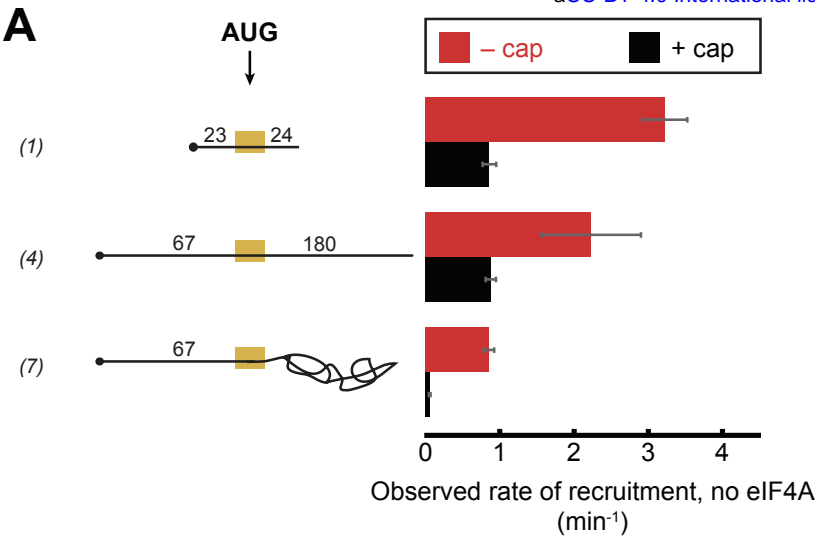 A
AUG
– cap
+ cap
(1)
23
24
(4)
67
180
(7)
67
0
1
2
3
4
Observed rate of recruitment, no eIF4A
(min⁻¹)